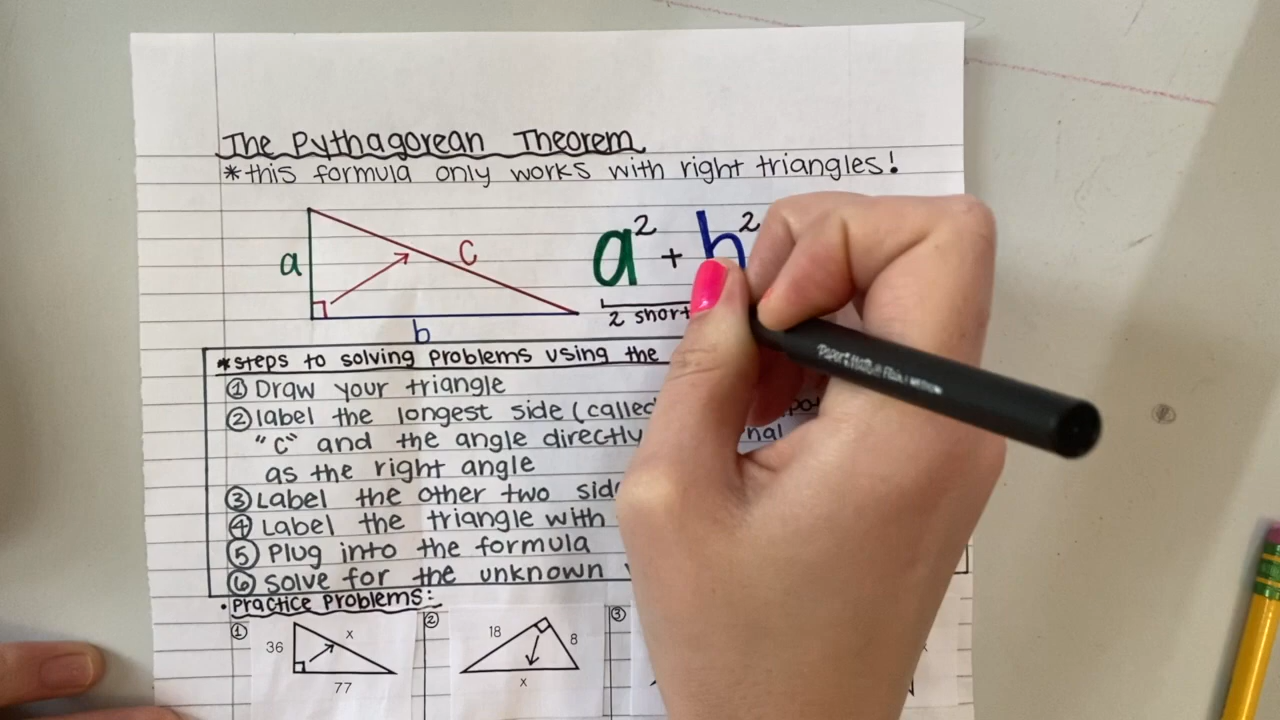 The Pythagorean Theorem
*this formula only works with right triangles!
a c b
a² + b²
2 short
*steps to solving problems using the
① Draw your triangle
② label the longest side (called
"C" and the angle directly
as the right angle
③ Label the other two
④ Label the triangle with
⑤ Plug into the formula
⑥ solve for the unknown
• Practice Problems:
① 36 x 77
② 18 8 x
③